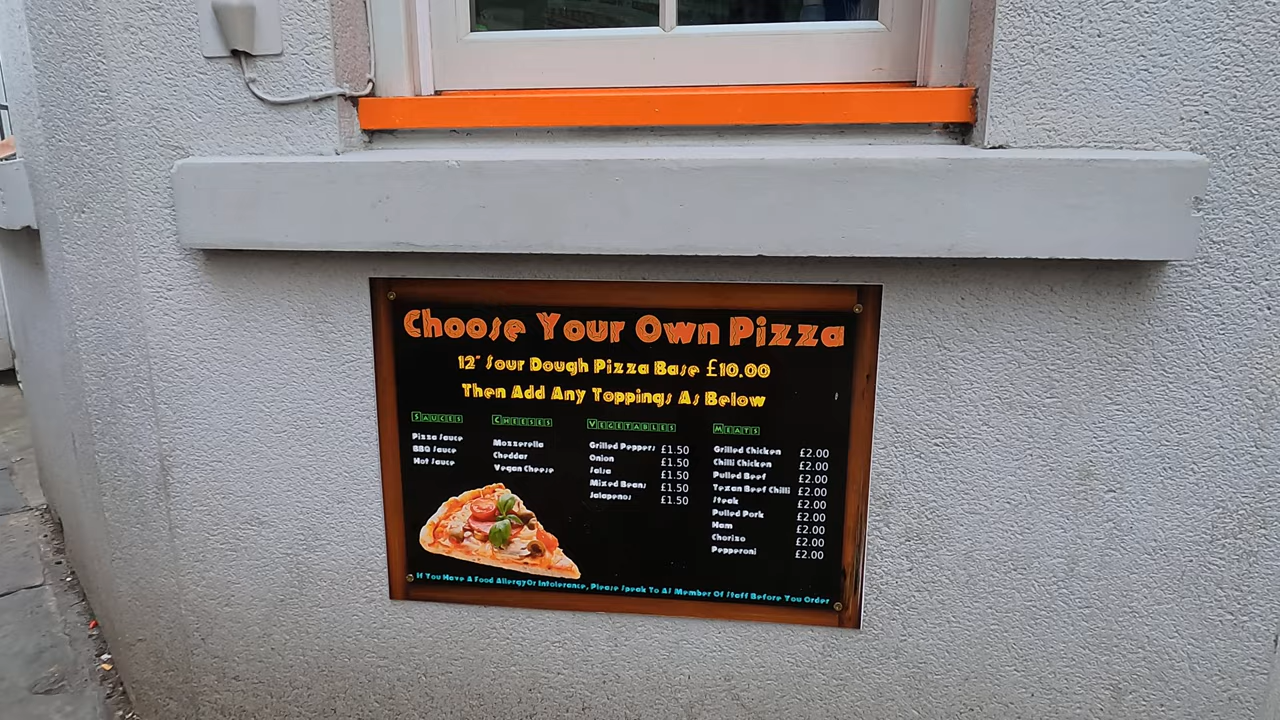 Choose Your Own Pizza
12" Sour Dough Pizza Base £10.00
Then Add Any Toppings As Below
Sauces
Pizza Sauce
BBQ Sauce
Hot Sauce
Cheeses
Mozzerella
Cheddar
Vegan Cheese
Vegetables
Grilled Peppers £1.50
Onion £1.50
Salsa £1.50
Mixed Beans £1.50
Jalapenos £1.50
Meats
Grilled Chicken £2.00
Chilli Chicken £2.00
Pulled Beef £2.00
Texan Beef Chilli £2.00
Steak £2.00
Pulled Pork £2.00
Ham £2.00
Chorizo £2.00
Pepperoni £2.00
If You Have A Food AllergyOr Intolerance, Please Speak To As Member Of Staff Before You Order